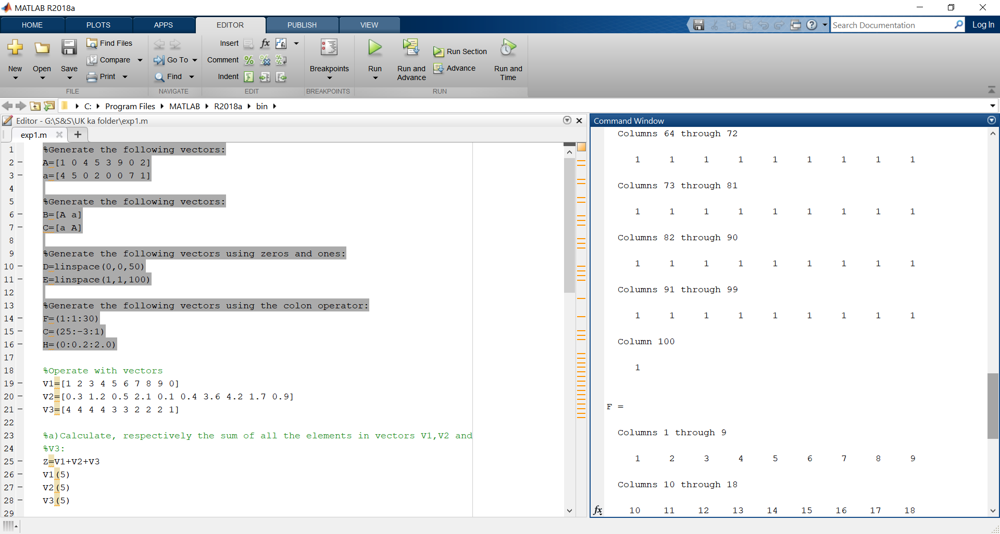 MATLAB R2018a
HOME PLOTS APPS EDITOR PUBLISH VIEW
Search Documentation
Log In
New
Open
Save
Find Files
Compare
Print
FILE
Go To
Find
NAVIGATE
Insert
Comment
Indent
EDIT
Breakpoints
BREAKPOINTS
Run
Run and Advance
Run Section
Advance
Run and Time
RUN
C: Program Files MATLAB R2018a bin
Editor - G:\S&S\UK ka folder\exp1.m
exp1.m
1 %Generate the following vectors:
2 A=[1 0 4 5 3 9 0 2]
3 a=[4 5 0 2 0 0 7 1]
4
5 %Generate the following vectors:
6 B=[A a]
7 C=[a A]
8
9 %Generate the following vectors using zeros and ones:
10 D=linspace(0,0,50)
11 E=linspace(1,1,100)
12
13 %Generate the following vectors using the colon operator:
14 F=(1:1:30)
15 C=(25:-3:1)
16 H=(0:0.2:2.0)
17
18 %Operate with vectors
19 V1=[1 2 3 4 5 6 7 8 9 0]
20 V2=[0.3 1.2 0.5 2.1 0.1 0.4 3.6 4.2 1.7 0.9]
21 V3=[4 4 4 4 3 3 2 2 2 1]
22
23 %a)Calculate, respectively the sum of all the elements in vectors V1,V2 and
24 %V3:
25 Z=V1+V2+V3
26 V1(5)
27 V2(5)
28 V3(5)
29
Command Window
Columns 64 through 72
1 1 1 1 1 1 1 1 1
Columns 73 through 81
1 1 1 1 1 1 1 1 1
Columns 82 through 90
1 1 1 1 1 1 1 1 1
Columns 91 through 99
1 1 1 1 1 1 1 1 1
Column 100
1
F =
Columns 1 through 9
1 2 3 4 5 6 7 8 9
Columns 10 through 18
fx 10 11 12 13 14 15 16 17 18